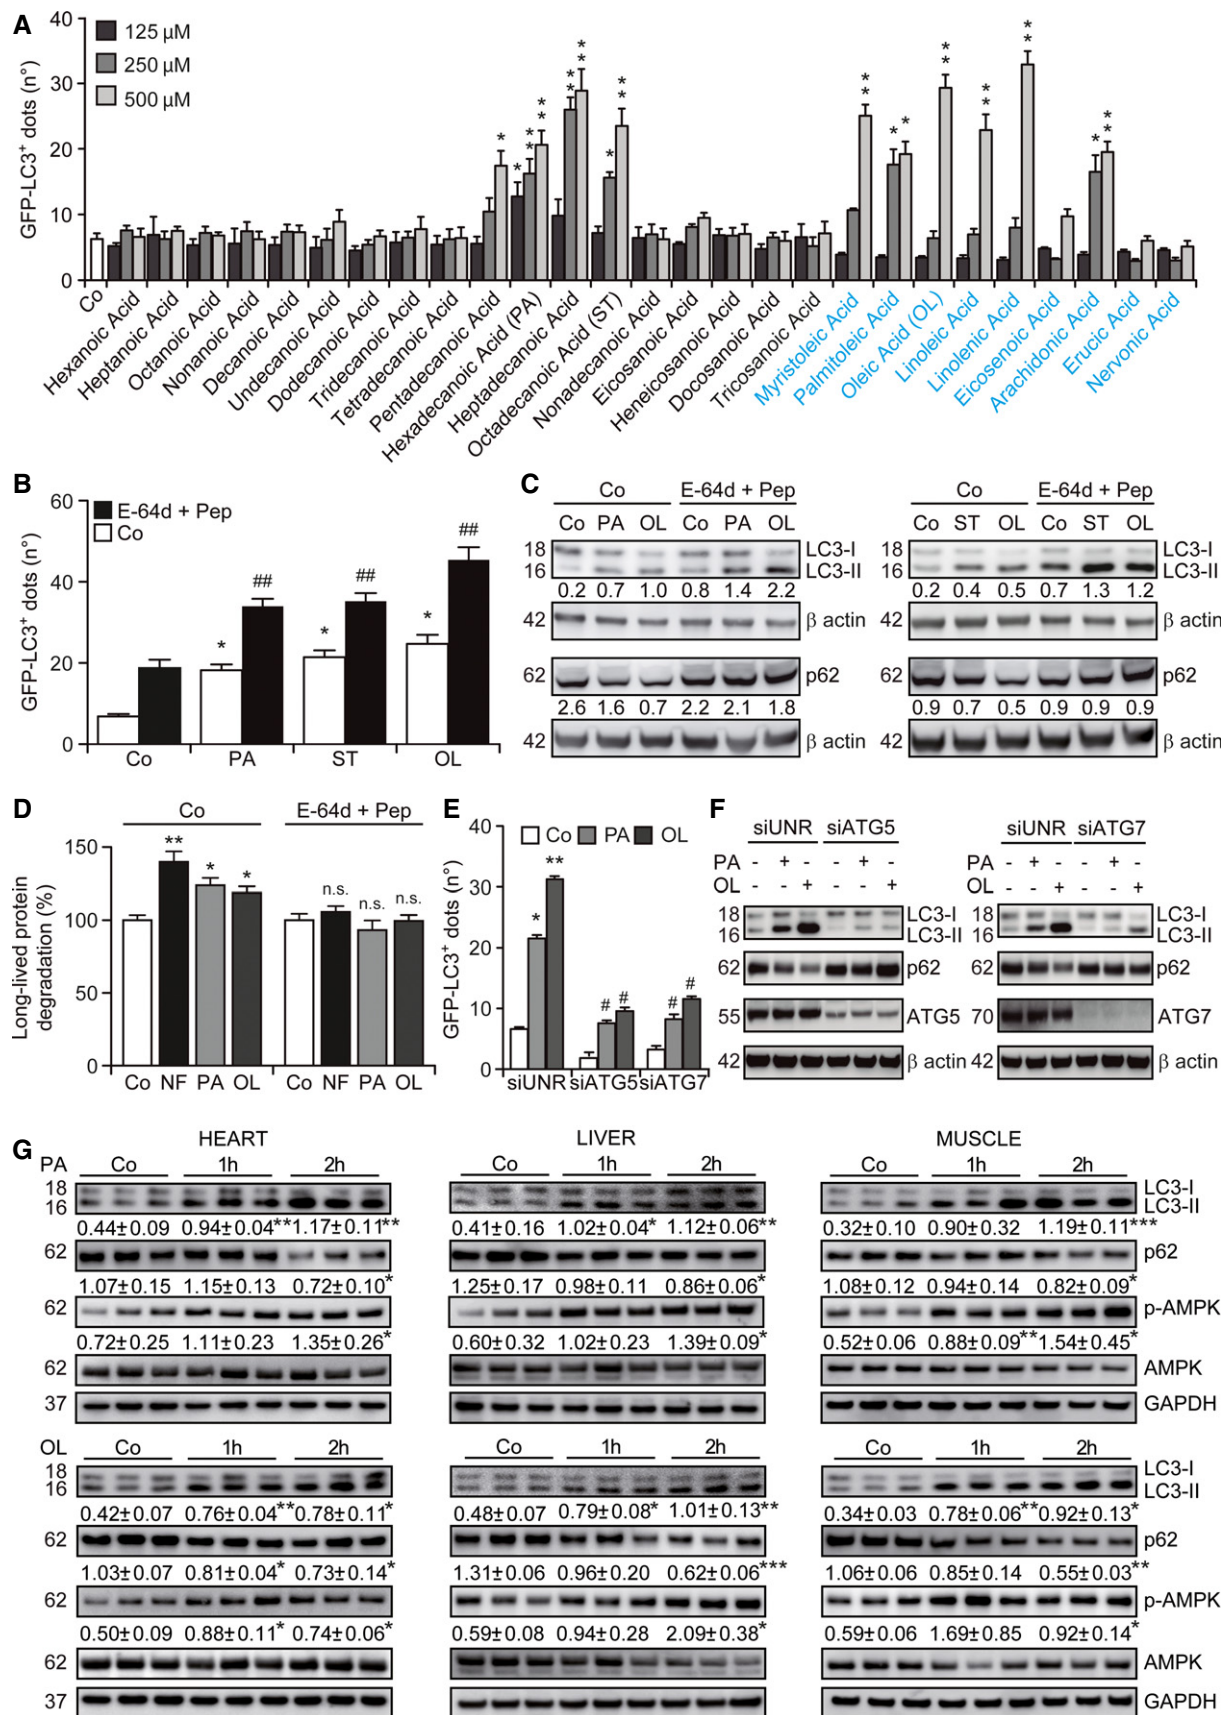 A
GFP-LC3+ dots (n°)
40
30
20
10
0
125 µM
250 µM
500 µM
* * * * * * * * * * * * * * * * * * * * * * * * * * *
Co
Hexanoic Acid
Heptanoic Acid
Octanoic Acid
Nonanoic Acid
Decanoic Acid
Undecanoic Acid
Dodecanoic Acid
Tridecanoic Acid
Tetradecanoic Acid
Pentadecanoic Acid
Hexadecanoic Acid (PA)
Heptadecanoic Acid
Octadecanoic Acid (ST)
Nonadecanoic Acid
Eicosanoic Acid
Heneicosanoic Acid
Docosanoic Acid
Tricosanoic Acid
Myristoleic Acid
Palmitoleic Acid
Oleic Acid (OL)
Linoleic Acid
Linolenic Acid
Eicosenoic Acid
Arachidonic Acid
Erucic Acid
Nervonic Acid
B
GFP-LC3+ dots (n°)
60
40
20
0
E-64d + Pep
Co
* ## * ## * ##
Co PA ST OL
C
Co E-64d + Pep
Co PA OL Co PA OL
18 LC3-I
16 LC3-II
0.2 0.7 1.0 0.8 1.4 2.2
42 β actin
62 p62
2.6 1.6 0.7 2.2 2.1 1.8
42 β actin
Co E-64d + Pep
Co ST OL Co ST OL
18 LC3-I
16 LC3-II
0.2 0.4 0.5 0.7 1.3 1.2
42 β actin
62 p62
0.9 0.7 0.5 0.9 0.9 0.9
42 β actin
D
Long-lived protein
degradation (%)
150
100
50
0
Co E-64d + Pep
** * * n.s. n.s. n.s.
Co NF PA OL Co NF PA OL
E
GFP-LC3+ dots (n°)
40
30
20
10
0
Co PA OL
* ** # # # #
siUNR siATG5 siATG7
F
siUNR siATG5
PA - + - - + -
OL - - + - - +
18 LC3-I
16 LC3-II
62 p62
55 ATG5
42 β actin
siUNR siATG7
- + - - + -
- - + - - +
18 LC3-I
16 LC3-II
62 p62
70 ATG7
42 β actin
G
HEART LIVER MUSCLE
PA Co 1h 2h Co 1h 2h Co 1h 2h
18 LC3-I
16 LC3-II
0.44±0.09 0.94±0.04** 1.17±0.11** 0.41±0.16 1.02±0.04* 1.12±0.06** 0.32±0.10 0.90±0.32 1.19±0.11***
62 p62
1.07±0.15 1.15±0.13 0.72±0.10* 1.25±0.17 0.98±0.11 0.86±0.06* 1.08±0.12 0.94±0.14 0.82±0.09*
62 p-AMPK
0.72±0.25 1.11±0.23 1.35±0.26* 0.60±0.32 1.02±0.23 1.39±0.09* 0.52±0.06 0.88±0.09** 1.54±0.45*
62 AMPK
37 GAPDH
OL Co 1h 2h Co 1h 2h Co 1h 2h
18 LC3-I
16 LC3-II
0.42±0.07 0.76±0.04** 0.78±0.11* 0.48±0.07 0.79±0.08* 1.01±0.13** 0.34±0.03 0.78±0.06** 0.92±0.13*
62 p62
1.03±0.07 0.81±0.04* 0.73±0.14* 1.31±0.06 0.96±0.20 0.62±0.06*** 1.06±0.06 0.85±0.14 0.55±0.03**
62 p-AMPK
0.50±0.09 0.88±0.11* 0.74±0.06* 0.59±0.08 0.94±0.28 2.09±0.38* 0.59±0.06 1.69±0.85 0.92±0.14*
62 AMPK
37 GAPDH